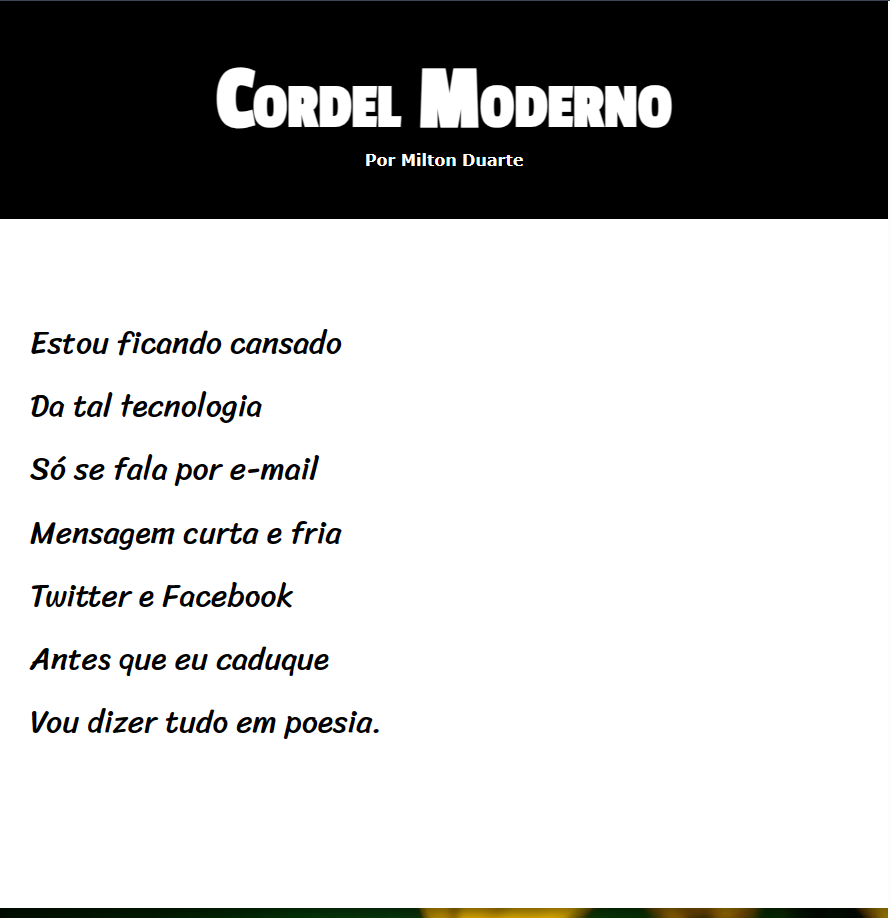 Cordel Moderno
Por Milton Duarte
Estou ficando cansado
Da tal tecnologia
Só se fala por e-mail
Mensagem curta e fria
Twitter e Facebook
Antes que eu caduque
Vou dizer tudo em poesia.